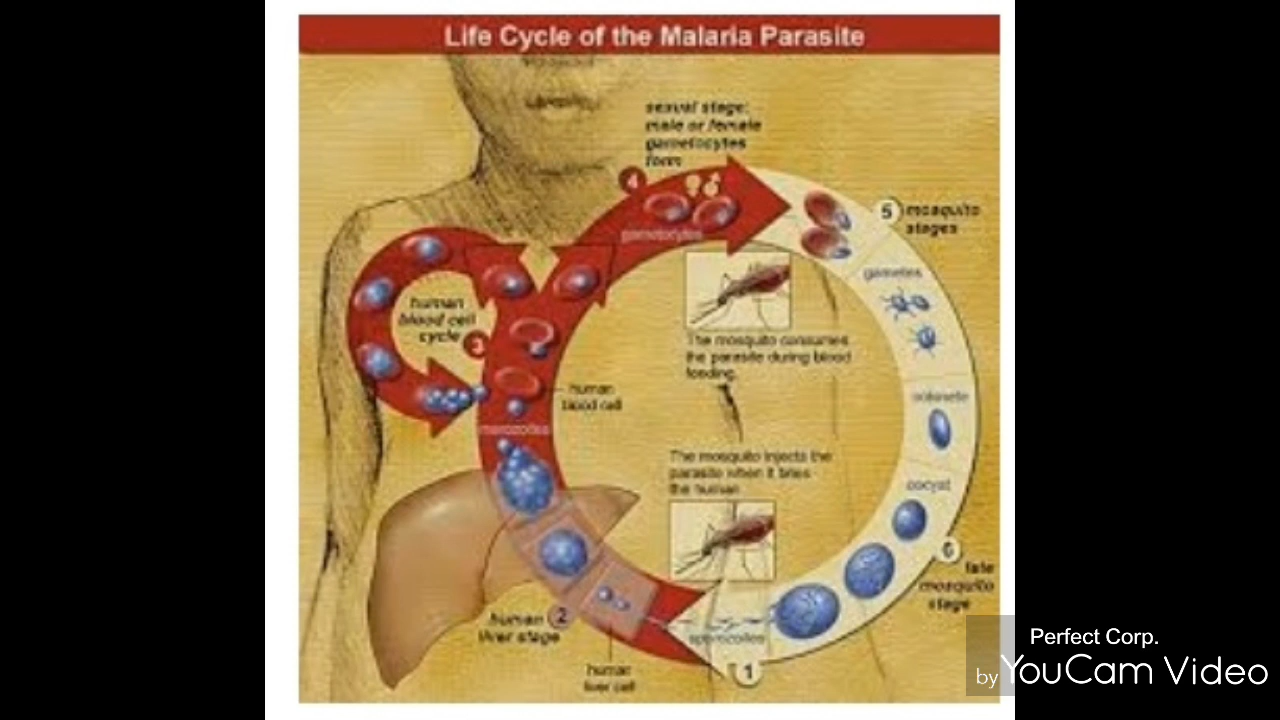 Life Cycle of the Malaria Parasite
sexual stage:
male or female
gametocytes
form
4
gametocytes
5 mosquito
stages
gametes
human
blood cell
cycle 3
The mosquito consumes
the parasite during blood
feeding.
human
blood cell
ookinete
merozoites
The mosquito injects the
parasite when it bites
the human
oocyst
6 late
mosquito
stage
human 2
liver stage
sporozoites
human
liver cell
1
Perfect Corp.
by YouCam Video